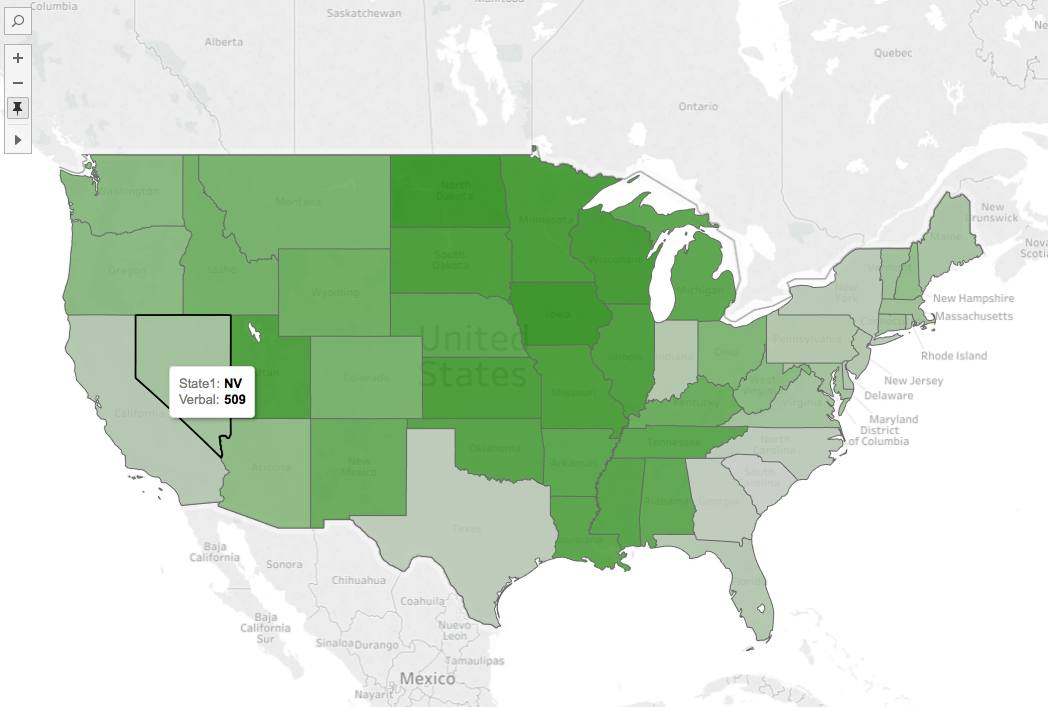 Columbia
Saskatchewan
Manitoba
Alberta
Quebec
Ontario
Washington
North
Dakota
Montana
Minnesota
New
Brunswick
Maine
Nova
Scotia
Oregon
Idaho
South
Dakota
Wisconsin
Michigan
Wyoming
New
York
New Hampshire
Massachusetts
Iowa
United
States
Illinois
Indiana
Ohio
Pennsylvania
Rhode Island
State1: NV
Verbal: 509
Colorado
New Jersey
Delaware
West
Virginia
Missouri
Kentucky
Virginia
California
Maryland
District
of Columbia
Oklahoma
Tennessee
North
Carolina
Arizona
New
Mexico
Arkansas
South
Carolina
Alabama
Georgia
Texas
Louisiana
Florida
Baja
California
Sonora
Chihuahua
Coahuila
Baja
California
Sur
Nuevo
Leon
Sinaloa
Durango
Tamaulipas
Mexico
Nayarit